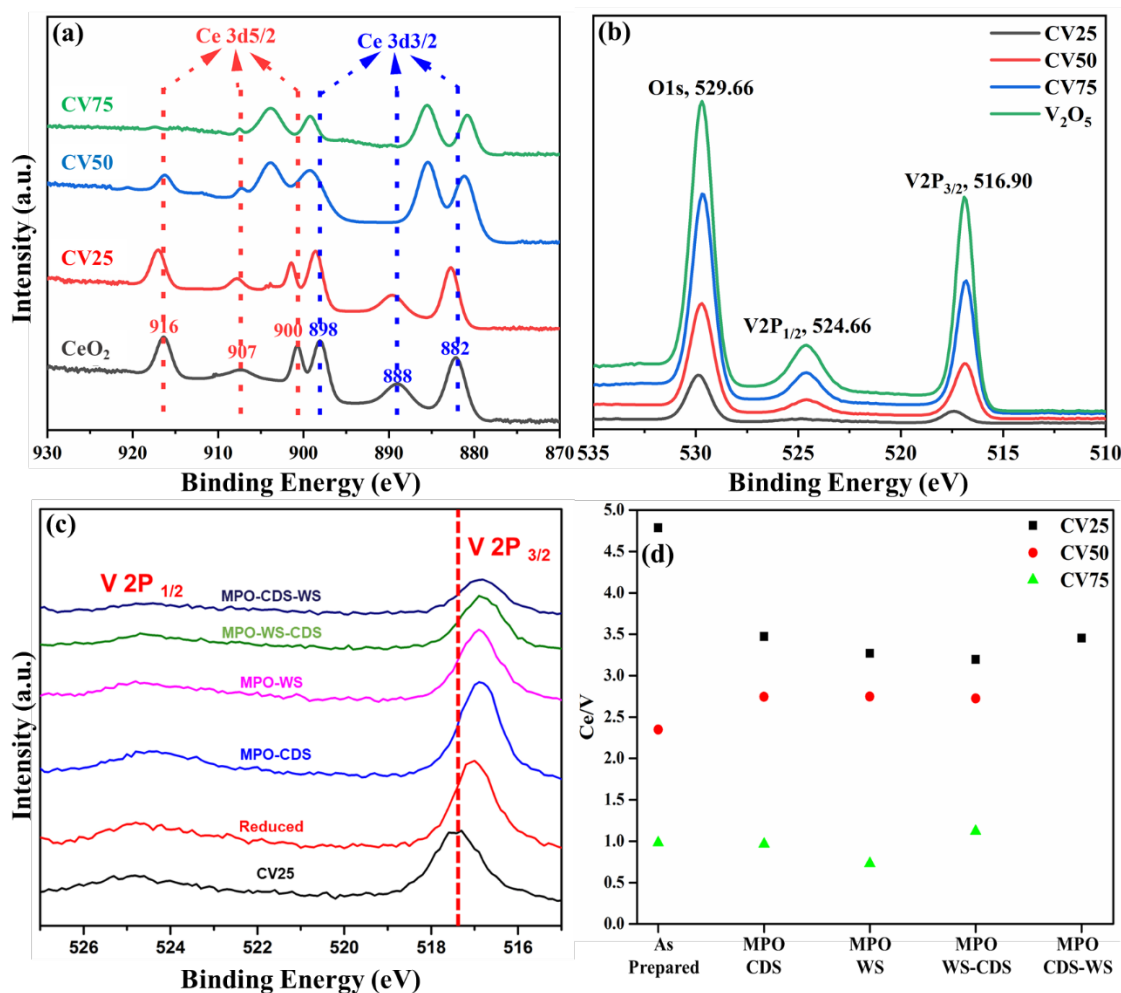 (a)
Ce 3d5/2
Ce 3d3/2
CV75
CV50
CV25
CeO2
916
907
900
898
888
882
Intensity (a.u.)
930
920
910
900
890
880
870
Binding Energy (eV)
(b)
CV25
CV50
CV75
V2O5
O1s, 529.66
V2P3/2, 516.90
V2P1/2, 524.66
535
530
525
520
515
510
Binding Energy (eV)
(c)
V 2P 3/2
V 2P 1/2
MPO-CDS-WS
MPO-WS-CDS
MPO-WS
MPO-CDS
Reduced
CV25
Intensity (a.u.)
526
524
522
520
518
516
Binding Energy (eV)
(d)
CV25
CV50
CV75
Ce/V
5.0
4.5
4.0
3.5
3.0
2.5
2.0
1.5
1.0
0.5
0.0
As
Prepared
MPO
CDS
MPO
WS
MPO
WS-CDS
MPO
CDS-WS